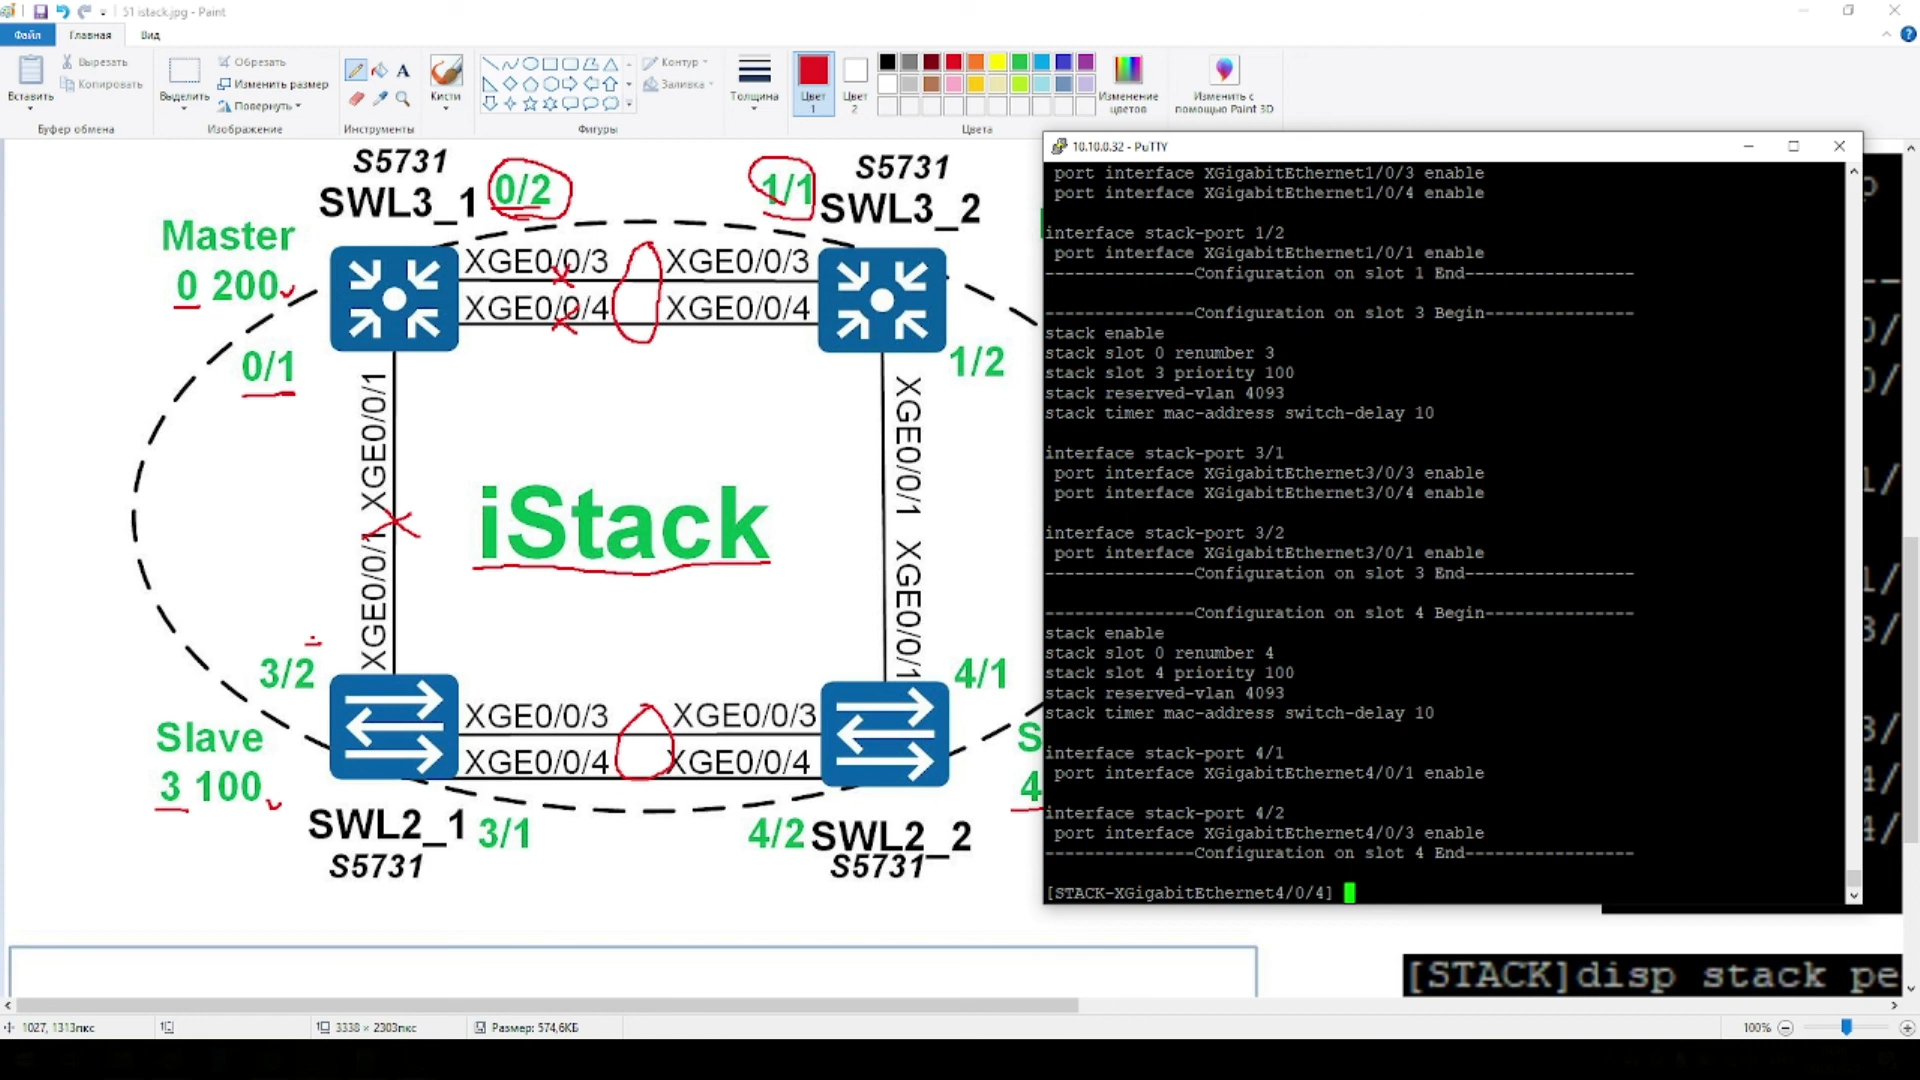 51 istack.jpg - Paint
Файл
Главная
Вид
Вставить
Вырезать
Копировать
Буфер обмена
Выделить
Обрезать
Изменить размер
Повернуть
Изображение
A
Инструменты
Кисти
Фигуры
Контур
Заливка
Толщина
Цвет 1
Цвет 2
Цвета
Изменение цветов
Изменить с помощью Paint 3D
S5731
SWL3_1
0/2
1/1
S5731
SWL3_2
Master
0 200
XGE0/0/3
XGE0/0/3
XGE0/0/4
XGE0/0/4
0/1
1/2
XGE0/0/1
XGE0/0/1
XGE0/0/1
XGE0/0/1
iStack
3/2
4/1
Slave
3 100
XGE0/0/3
XGE0/0/3
XGE0/0/4
XGE0/0/4
S
4
SWL2_1
S5731
3/1
4/2
SWL2_2
S5731
10.10.0.32 - PuTTY
port interface XGigabitEthernet1/0/3 enable
port interface XGigabitEthernet1/0/4 enable
interface stack-port 1/2
port interface XGigabitEthernet1/0/1 enable
---------------Configuration on slot 1 End-----------------
---------------Configuration on slot 3 Begin---------------
stack enable
stack slot 0 renumber 3
stack slot 3 priority 100
stack reserved-vlan 4093
stack timer mac-address switch-delay 10
interface stack-port 3/1
port interface XGigabitEthernet3/0/3 enable
port interface XGigabitEthernet3/0/4 enable
interface stack-port 3/2
port interface XGigabitEthernet3/0/1 enable
---------------Configuration on slot 3 End-----------------
---------------Configuration on slot 4 Begin---------------
stack enable
stack slot 0 renumber 4
stack slot 4 priority 100
stack reserved-vlan 4093
stack timer mac-address switch-delay 10
interface stack-port 4/1
port interface XGigabitEthernet4/0/1 enable
interface stack-port 4/2
port interface XGigabitEthernet4/0/3 enable
---------------Configuration on slot 4 End-----------------
[STACK-XGigabitEthernet4/0/4]
[STACK]disp stack pe
1027, 1313пкс
3338 × 2303пкс
Размер: 574,6КБ
100%